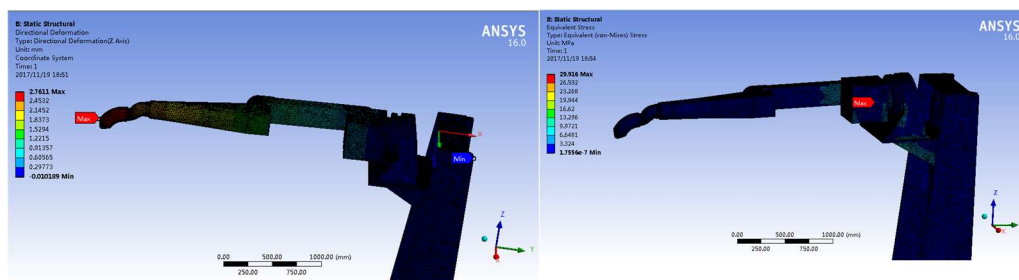 B: Static Structural
Directional Deformation
Type: Directional Deformation(Z Axis)
Unit: mm
Coordinate System
Time: 1
2017/11/19 18:51
2.7611 Max
2.4532
2.1452
1.8373
1.5294
1.2215
0.91357
0.60565
0.29773
-0.010189 Min
ANSYS
16.0
Max
Min
X
Z
Y
X
0.00
500.00
1000.00 (mm)
250.00
750.00
B: Static Structural
Equivalent Stress
Type: Equivalent (von-Mises) Stress
Unit: MPa
Time: 1
2017/11/19 18:54
29.916 Max
26.592
23.268
19.944
16.62
13.296
9.9721
6.6481
3.324
1.7556e-7 Min
ANSYS
16.0
Max
Z
0.00
500.00
1000.00 (mm)
250.00
750.00